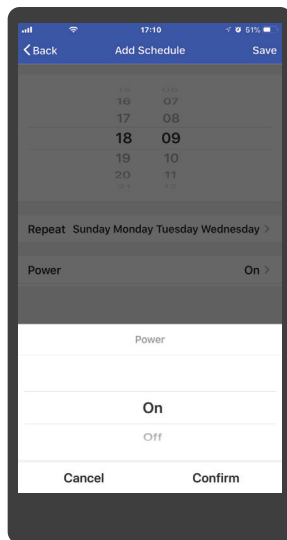 17:10 51%
Back Add Schedule Save
16 07
17 08
18 09
19 10
20 11
Repeat Sunday Monday Tuesday Wednesday
Power On
Power
On
Off
Cancel Confirm